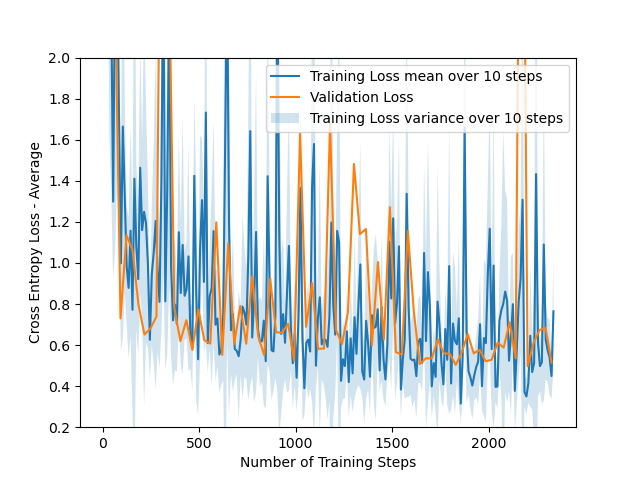 Training Loss mean over 10 steps
Validation Loss
Training Loss variance over 10 steps
2.0
1.8
1.6
1.4
1.2
1.0
0.8
0.6
0.4
0.2
Cross Entropy Loss - Average
0 500 1000 1500 2000
Number of Training Steps